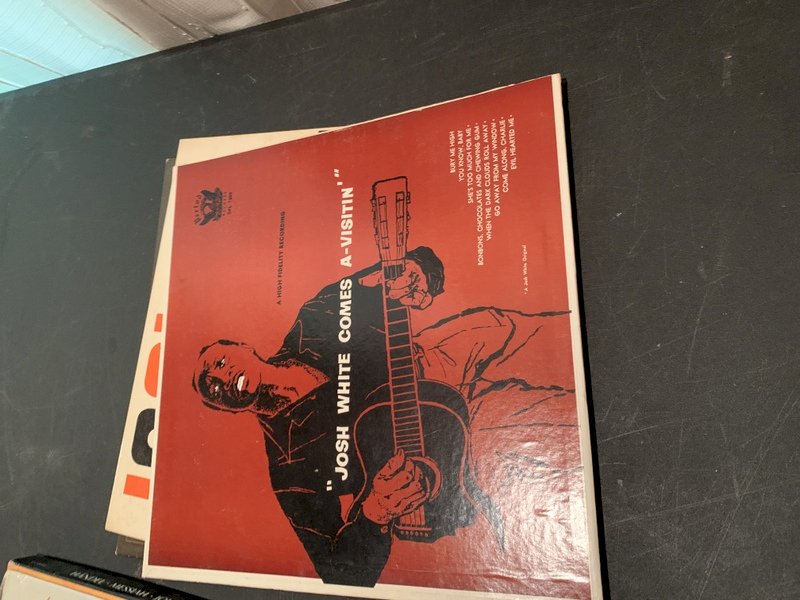 A HIGH FIDELITY RECORDING
"JOSH WHITE COMES A-VISITIN'"
BURY ME HIGH
YOU KNOW, BABY
SHE'S TOO MUCH FOR ME *
BONBONS, CHOCOLATES AND CHEWING GUM *
WHEN THE DARK CLOUDS ROLL AWAY *
GO AWAY FROM MY WINDOW *
COME ALONG, CHARLIE *
EVIL HEARTED ME *
* A Josh White Original